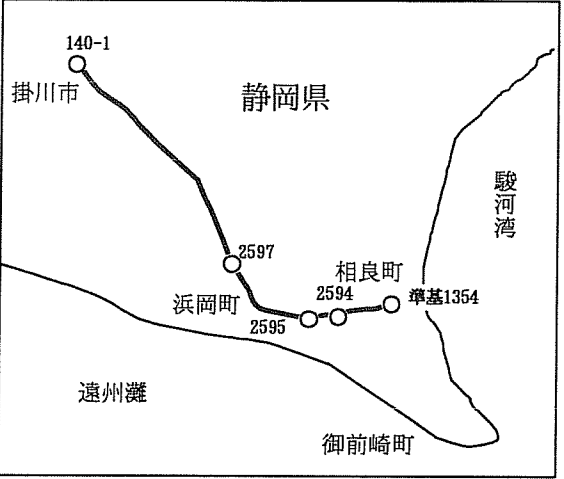 140-1
掛川市
静岡県
駿河湾
2597
相良町
浜岡町
2594
準基1354
2595
遠州灘
御前崎町